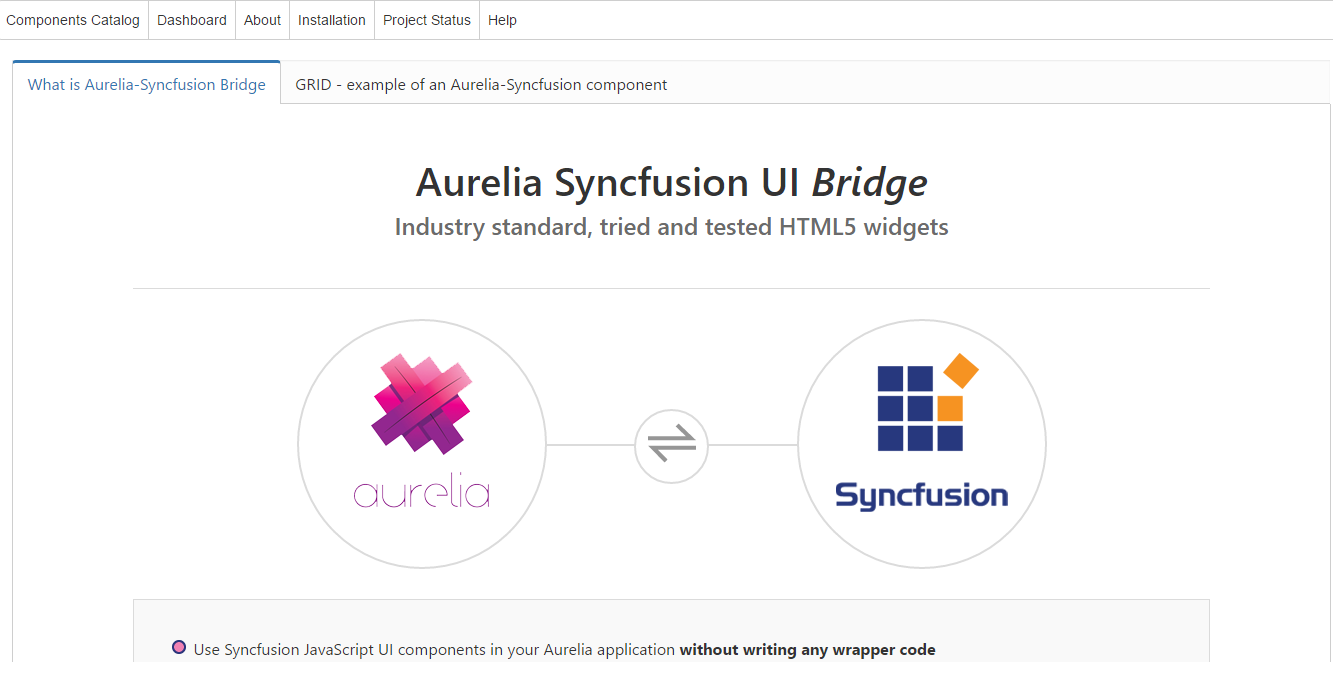 Components Catalog Dashboard About Installation Project Status Help
What is Aurelia-Syncfusion Bridge GRID - example of an Aurelia-Syncfusion component
Aurelia Syncfusion UI Bridge
Industry standard, tried and tested HTML5 widgets
aurelia
Syncfusion
Use Syncfusion JavaScript UI components in your Aurelia application without writing any wrapper code